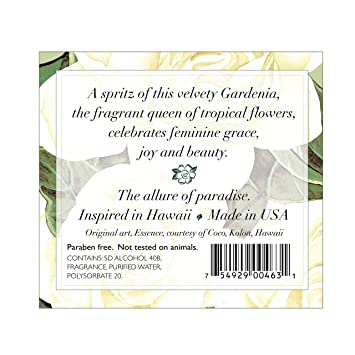 A spritz of this velvety Gardenia,
the fragrant queen of tropical flowers,
celebrates feminine grace,
joy and beauty.
The allure of paradise.
Inspired in Hawaii Made in USA
Original art, Essence, courtesy of Coco, Koloa, Hawaii
Paraben free. Not tested on animals.
CONTAINS: SD ALCOHOL 40B,
FRAGRANCE, PURIFIED WATER,
POLYSORBATE 20.
7 54929 00463 1